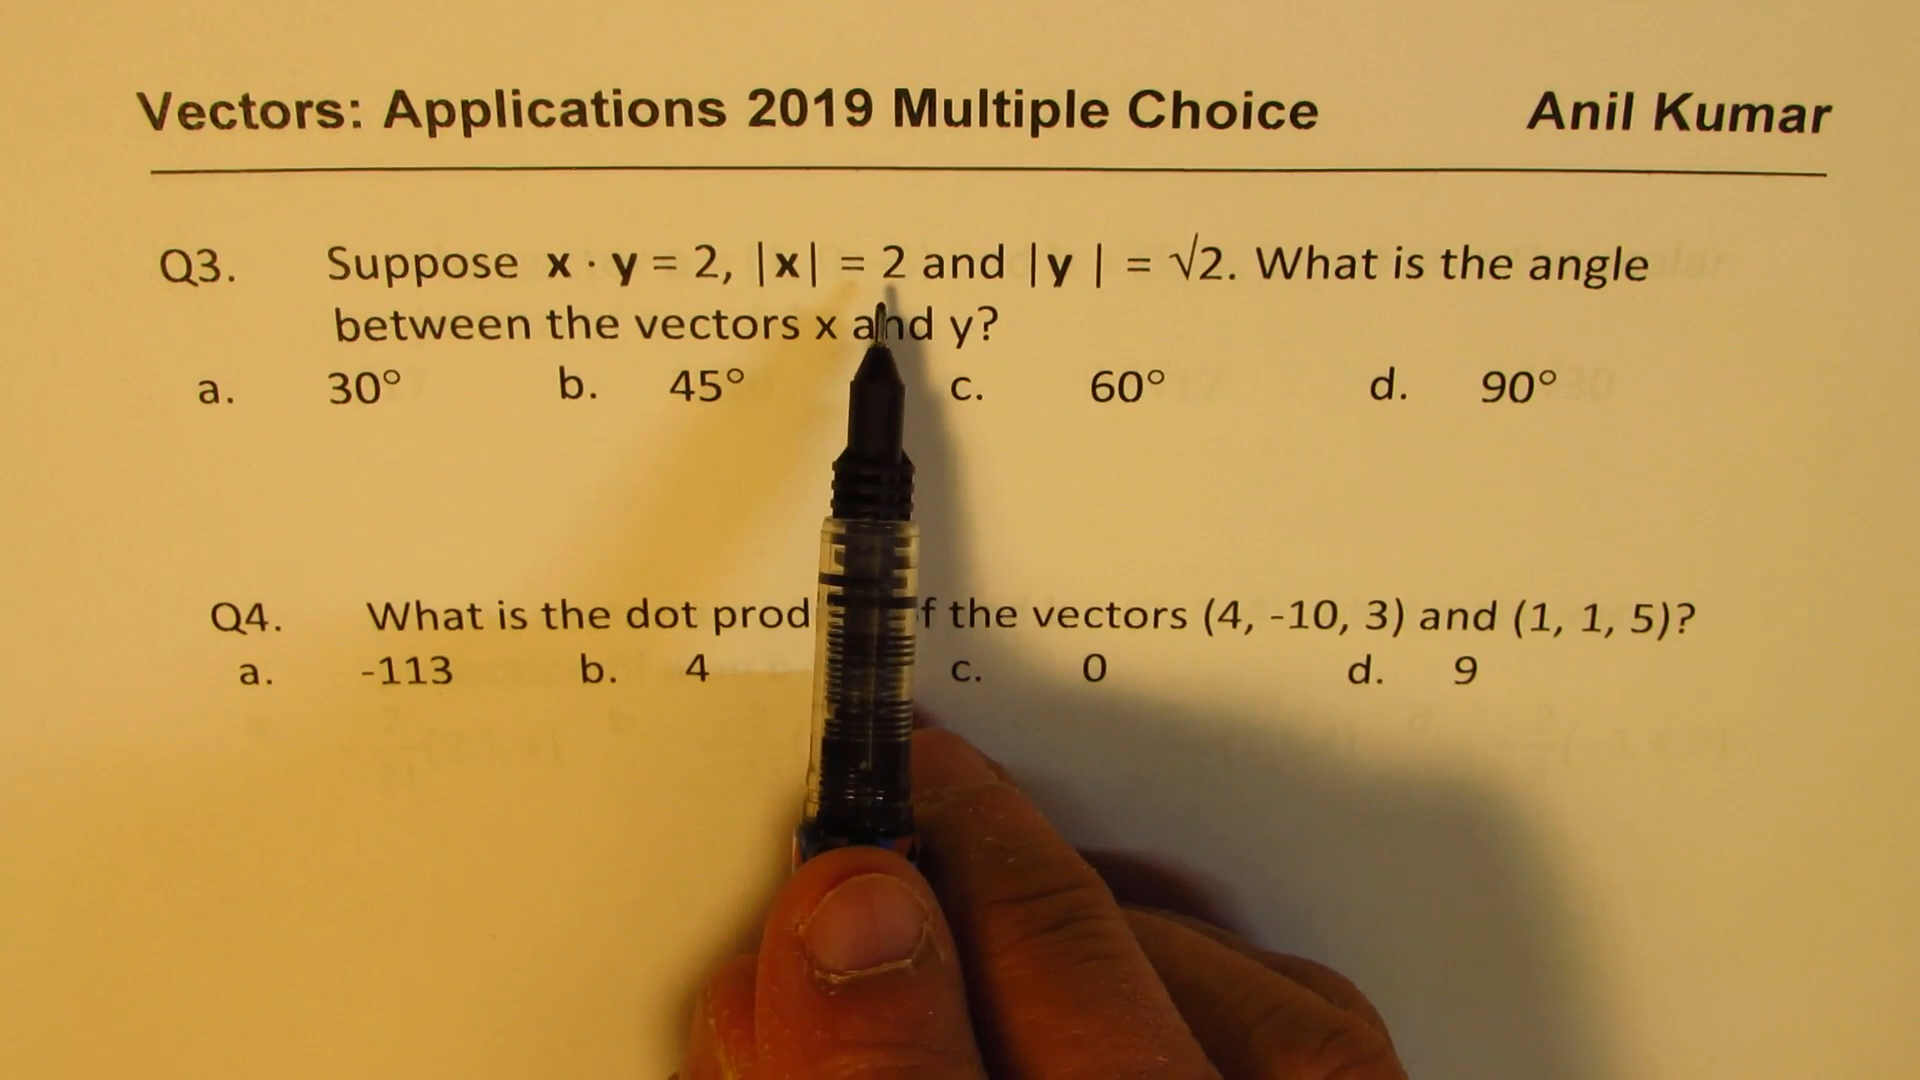 Vectors: Applications 2019 Multiple Choice Anil Kumar
Q3. Suppose x · y = 2, |x| = 2 and |y | = √2. What is the angle
between the vectors x and y?
a. 30° b. 45° c. 60° d. 90°
Q4. What is the dot prod f the vectors (4, -10, 3) and (1, 1, 5)?
a. -113 b. 4 c. 0 d. 9